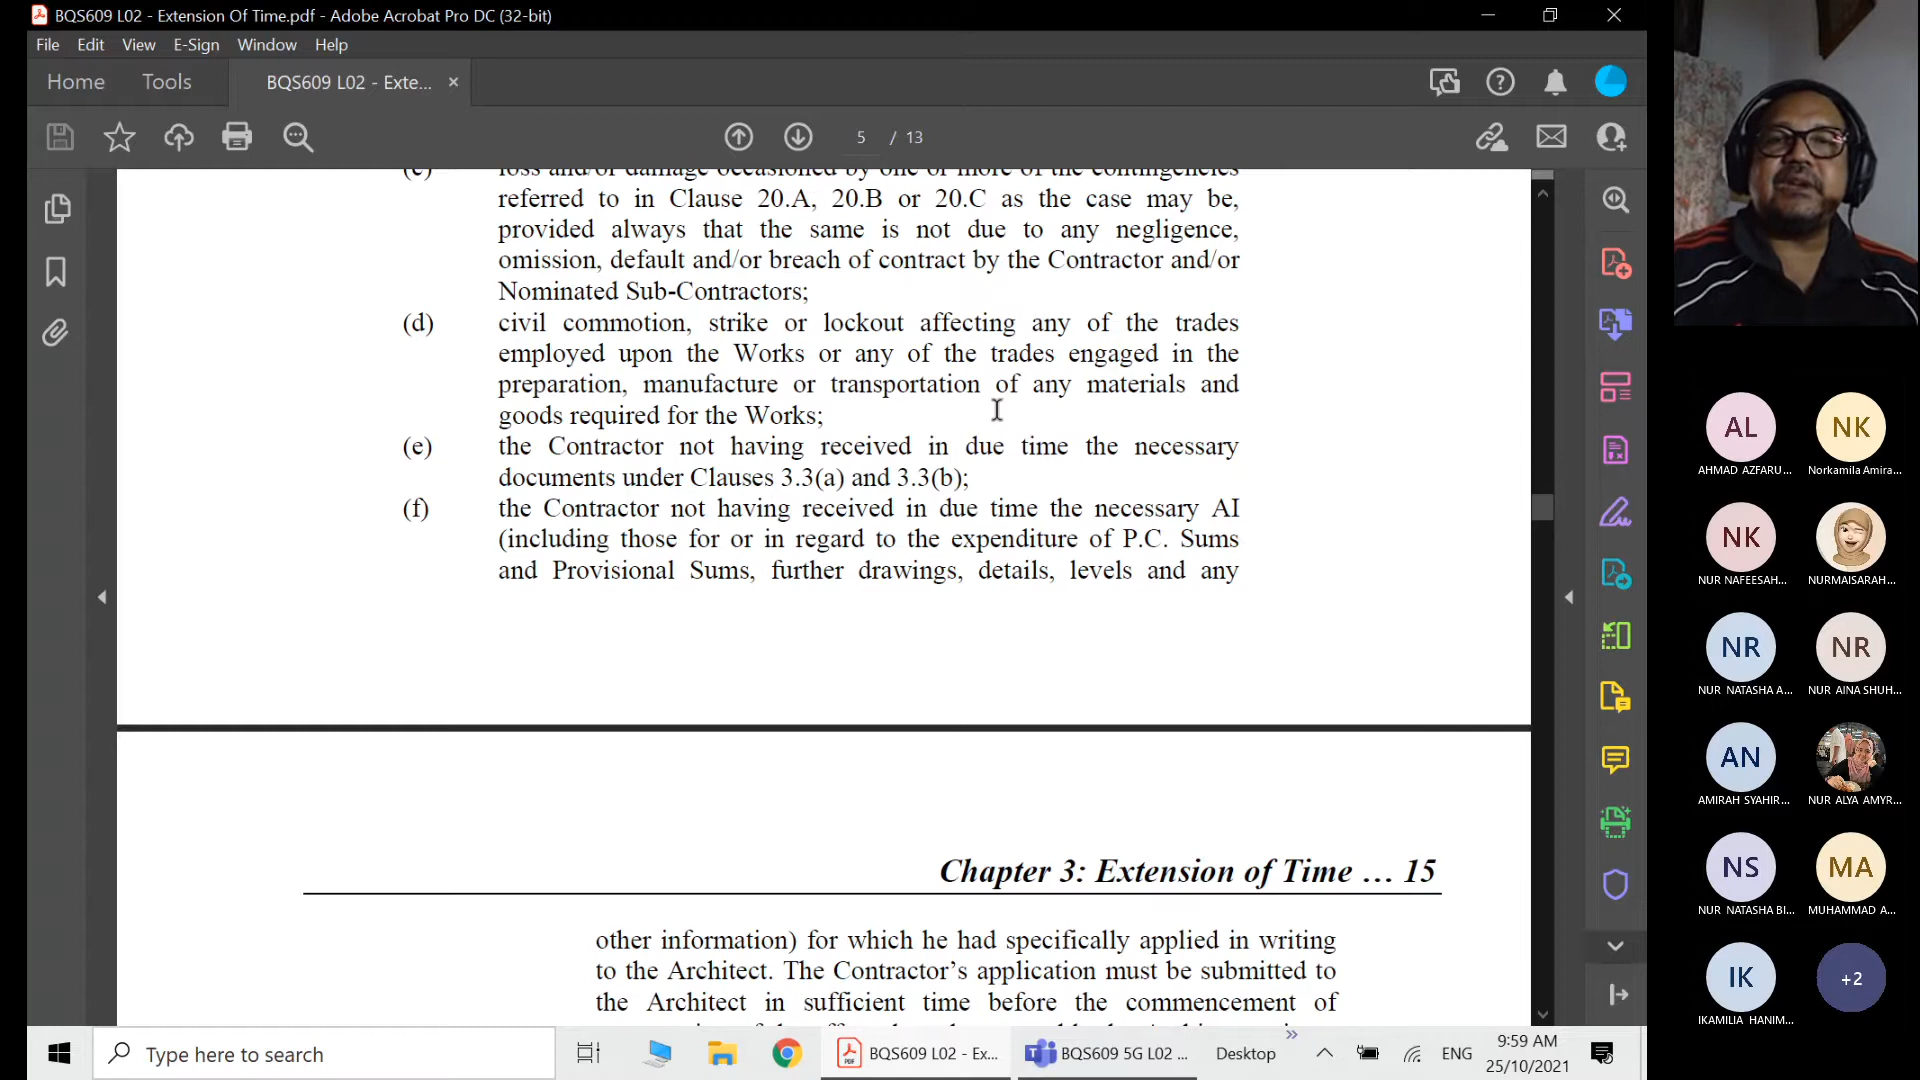 BQS609 L02 - Extension Of Time.pdf - Adobe Acrobat Pro DC (32-bit)
File Edit View E-Sign Window Help
Home Tools BQS609 L02 - Exte... ×
5 / 13
loss and/or damage occasioned by one or more of the contingencies
referred to in Clause 20.A, 20.B or 20.C as the case may be,
provided always that the same is not due to any negligence,
omission, default and/or breach of contract by the Contractor and/or
Nominated Sub-Contractors;
(d) civil commotion, strike or lockout affecting any of the trades
employed upon the Works or any of the trades engaged in the
preparation, manufacture or transportation of any materials and
goods required for the Works;
(e) the Contractor not having received in due time the necessary
documents under Clauses 3.3(a) and 3.3(b);
(f) the Contractor not having received in due time the necessary AI
(including those for or in regard to the expenditure of P.C. Sums
and Provisional Sums, further drawings, details, levels and any
Chapter 3: Extension of Time … 15
other information) for which he had specifically applied in writing
to the Architect. The Contractor’s application must be submitted to
the Architect in sufficient time before the commencement of
AL NK
AHMAD AZFARU... Norkamila Amira...
NK
NUR NAFEESAH... NURMAISARAH...
NR NR
NUR NATASHA A... NUR AINA SHUH...
AN
AMIRAH SYAHIR... NUR ALYA AMYR...
NS MA
NUR NATASHA BI... MUHAMMAD A...
IK +2
IKAMILIA HANIM...
Type here to search
BQS609 L02 - Ex...
BQS609 5G L02 ...
Desktop
»
ENG
9:59 AM
25/10/2021